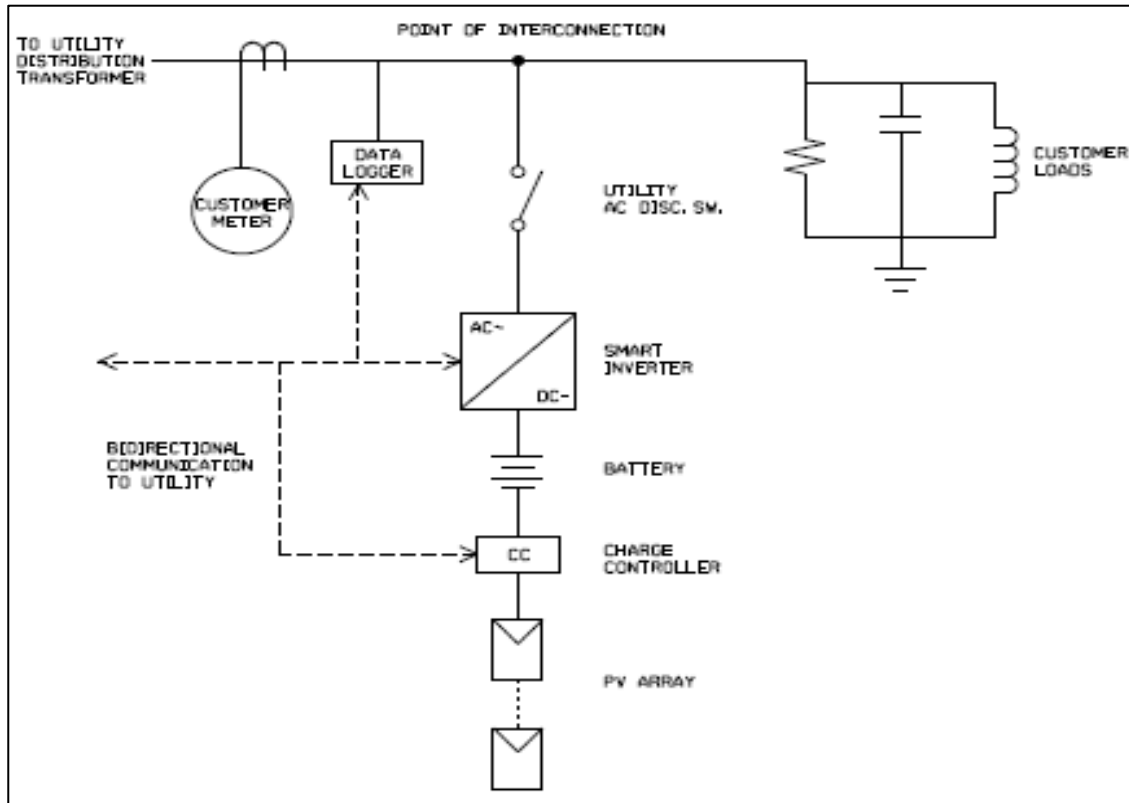 POINT OF INTERCONNECTION
TO UTILITY
DISTRIBUTION
TRANSFORMER
DATA
LOGGER
CUSTOMER
METER
UTILITY
AC DISC. SW.
CUSTOMER
LOADS
AC~
DC-
SMART
INVERTER
BIDIRECTIONAL
COMMUNICATION
TO UTILITY
BATTERY
CC
CHARGE
CONTROLLER
PV ARRAY